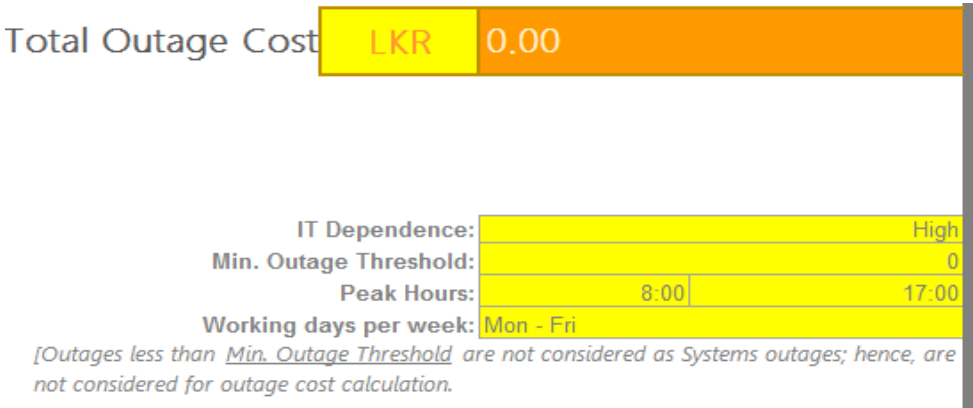 Total Outage Cost LKR 0.00
IT Dependence: High
Min. Outage Threshold: 0
Peak Hours: 8:00 17:00
Working days per week: Mon - Fri
[Outages less than Min. Outage Threshold are not considered as Systems outages; hence, are
not considered for outage cost calculation.